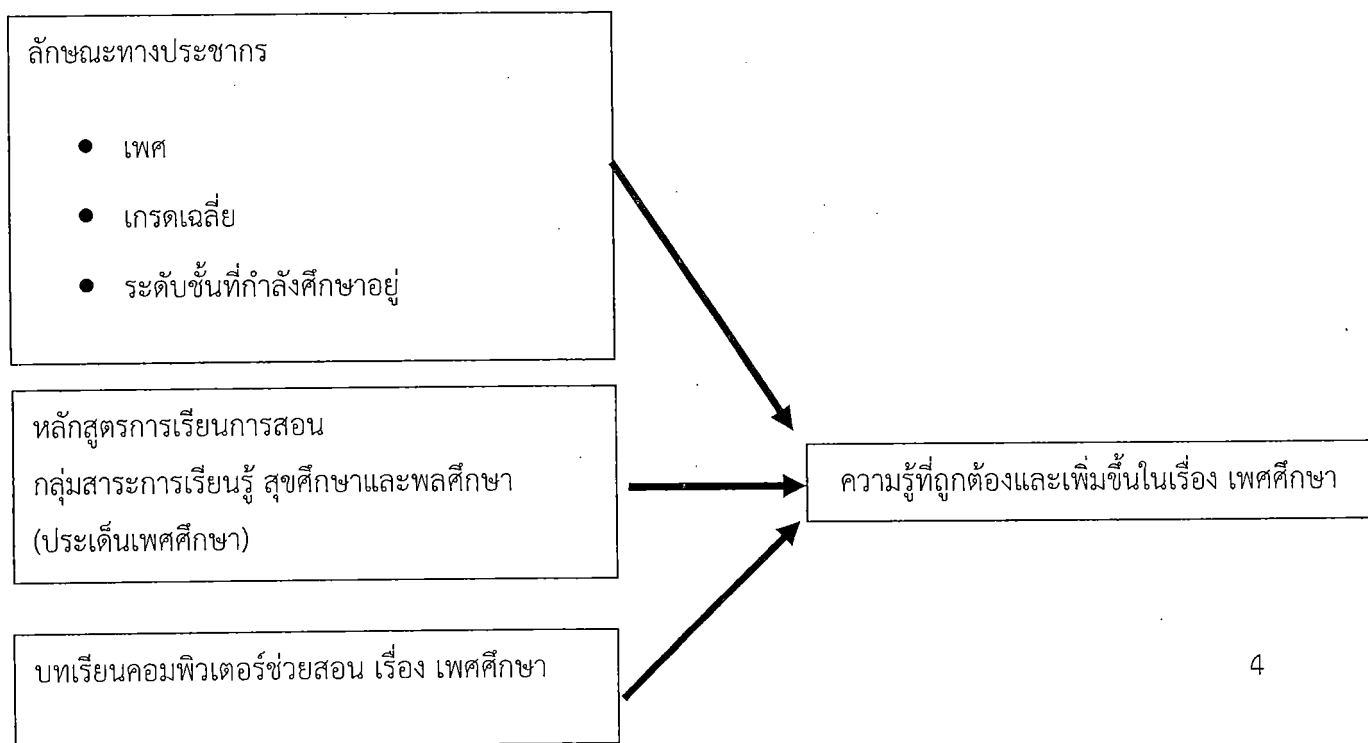 ลักษณะทางประชากร
● เพศ
● เกรดเฉลี่ย
● ระดับชั้นที่กำลังศึกษาอยู่
หลักสูตรการเรียนการสอน
กลุ่มสาระการเรียนรู้ สุขศึกษาและพลศึกษา
(ประเด็นเพศศึกษา)
บทเรียนคอมพิวเตอร์ช่วยสอน เรื่อง เพศศึกษา
ความรู้ที่ถูกต้องและเพิ่มขึ้นในเรื่อง เพศศึกษา
4